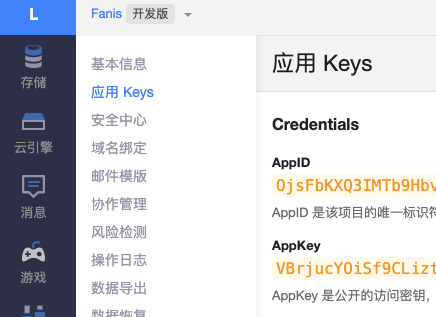 L
Fanis 开发版
存储
云引擎
消息
游戏
基本信息
应用 Keys
安全中心
域名绑定
邮件模版
协作管理
风险检测
操作日志
数据导出
数据恢复
应用 Keys
Credentials
AppID
OjsFbKXQ3IMTb9Hbv
AppID 是该项目的唯一标识符
AppKey
VBrjucYOiSf9CLizt
AppKey 是公开的访问密钥,